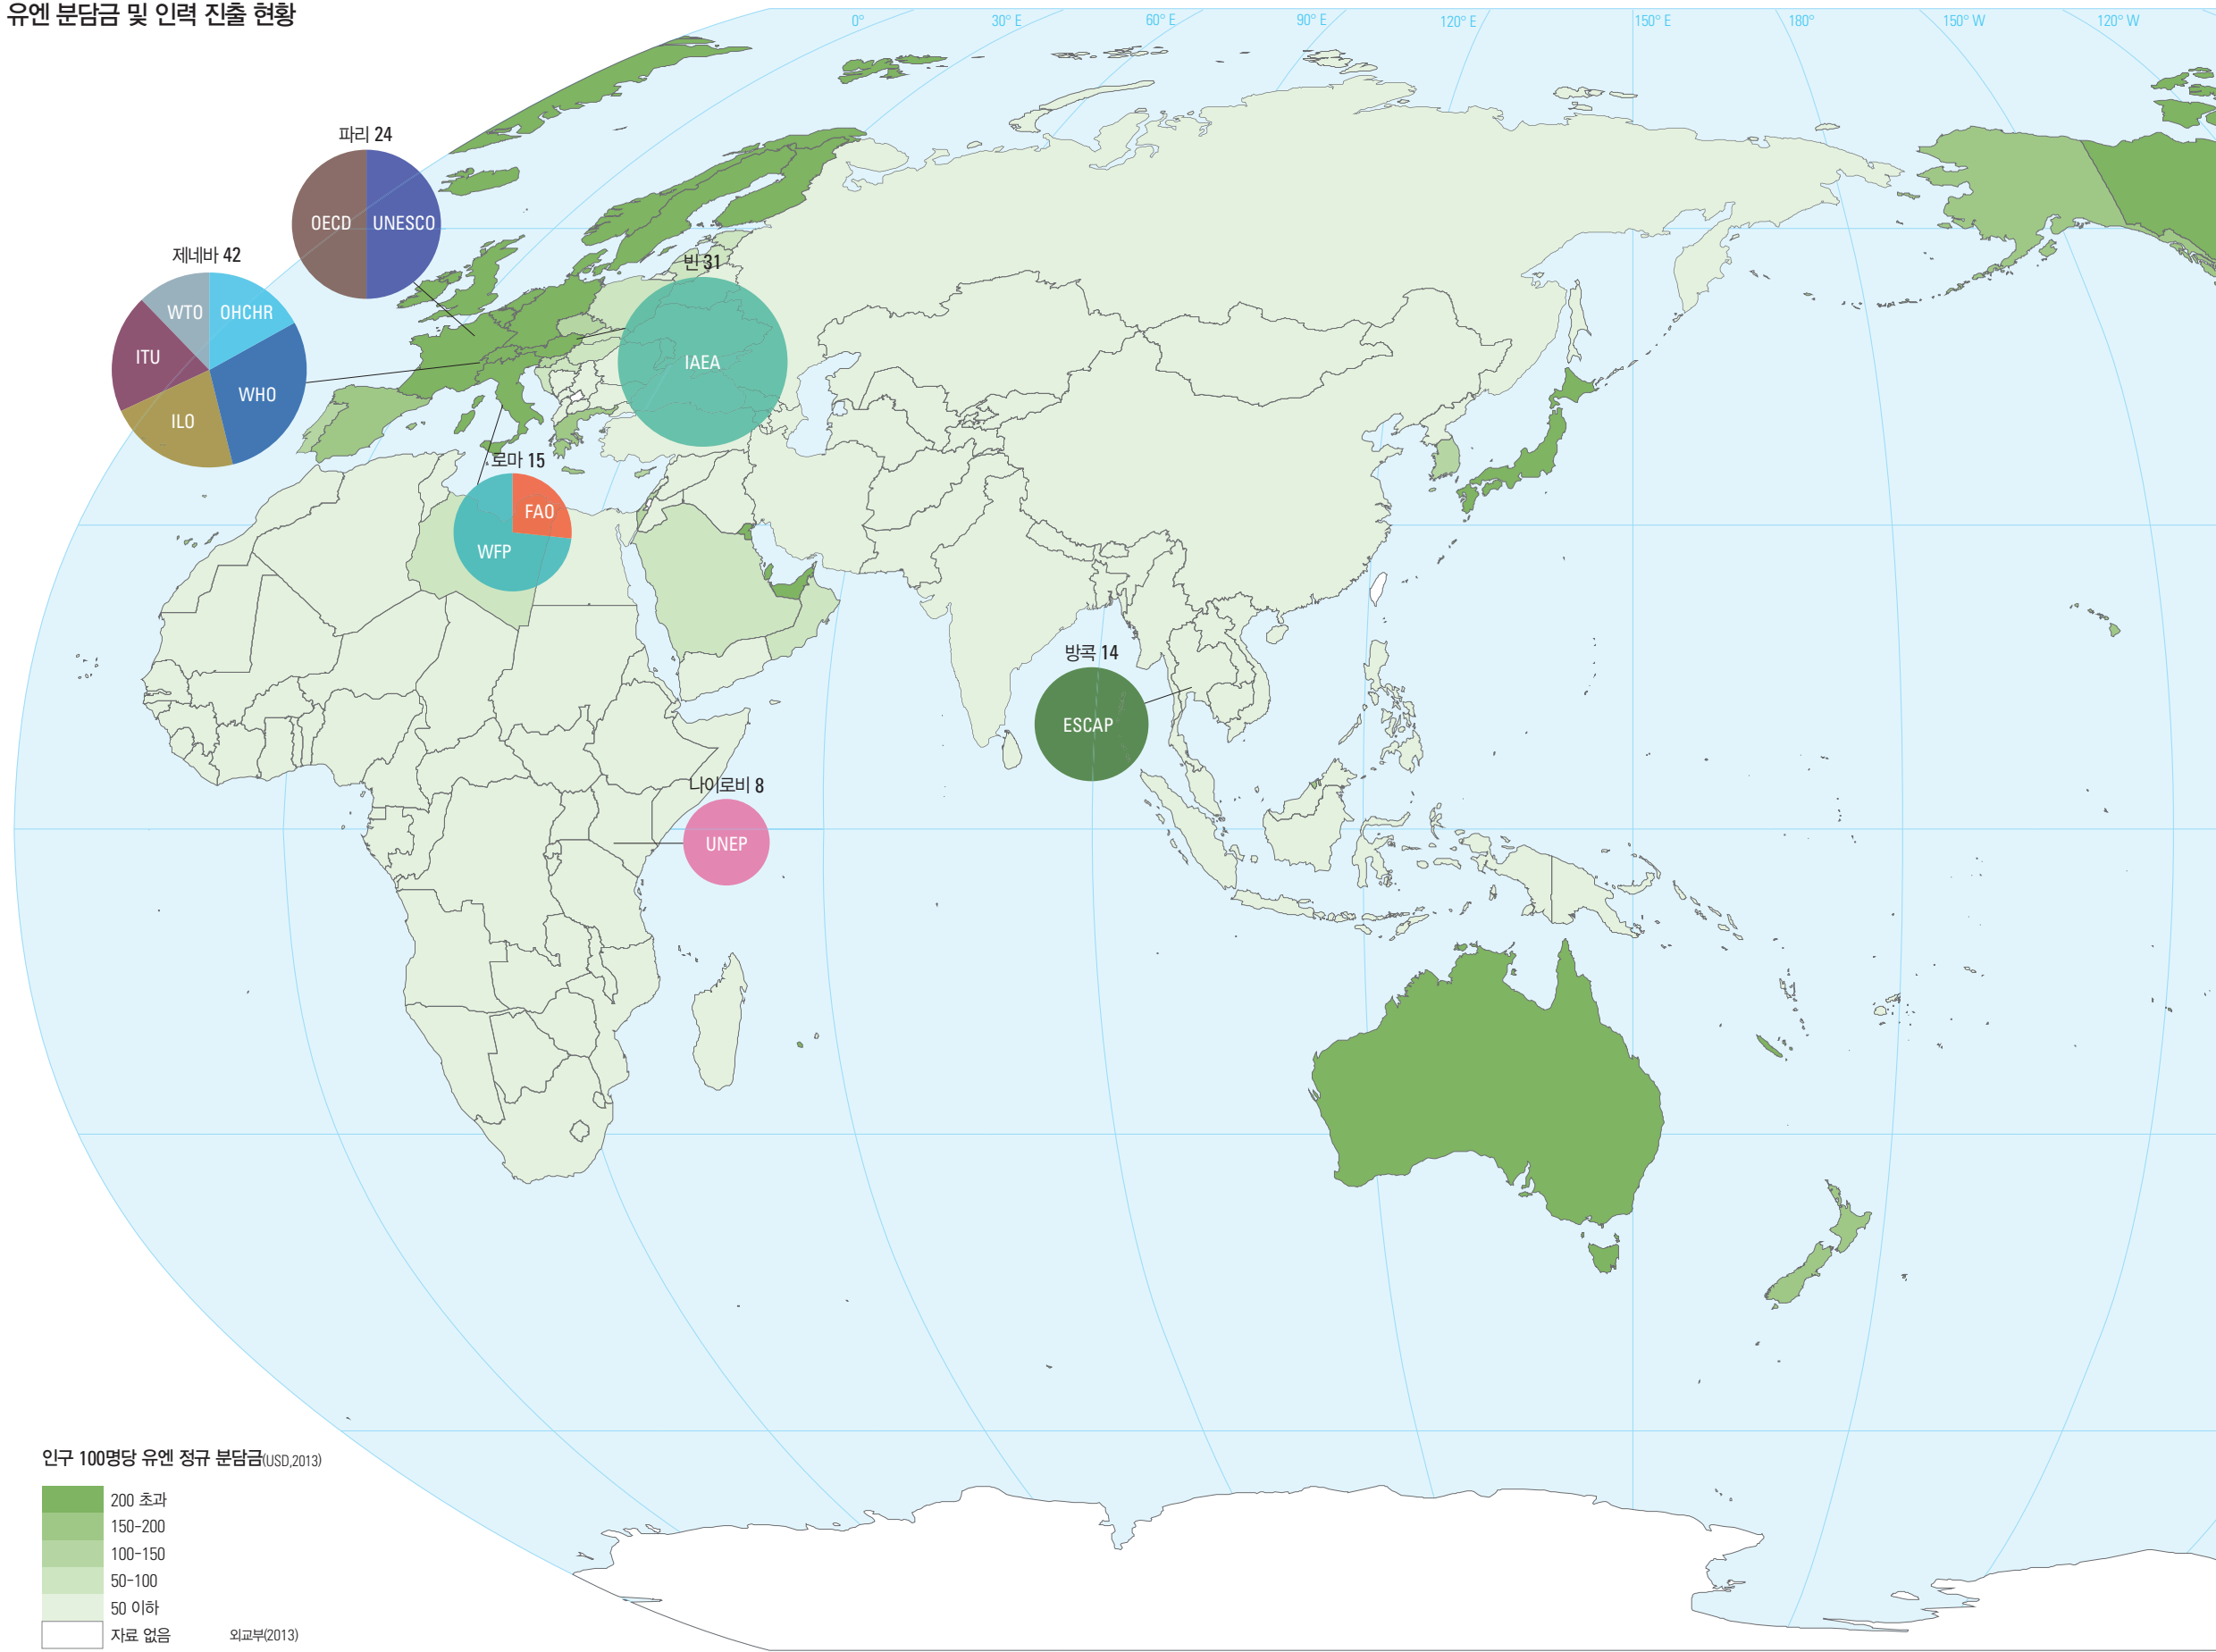 유엔 분담금 및 인력 진출 현황
0° 30° E 60° E 90° E 120° E 150° E 180° 150° W 120° W
파리 24
OECD UNESCO
제네바 42
WTO OHCHR
ITU WHO
ILO
빈 31
IAEA
로마 15
FAO
WFP
방콕 14
ESCAP
나이로비 8
UNEP
인구 100명당 유엔 정규 분담금(USD,2013)
200 초과
150-200
100-150
50-100
50 이하
자료 없음 외교부(2013)